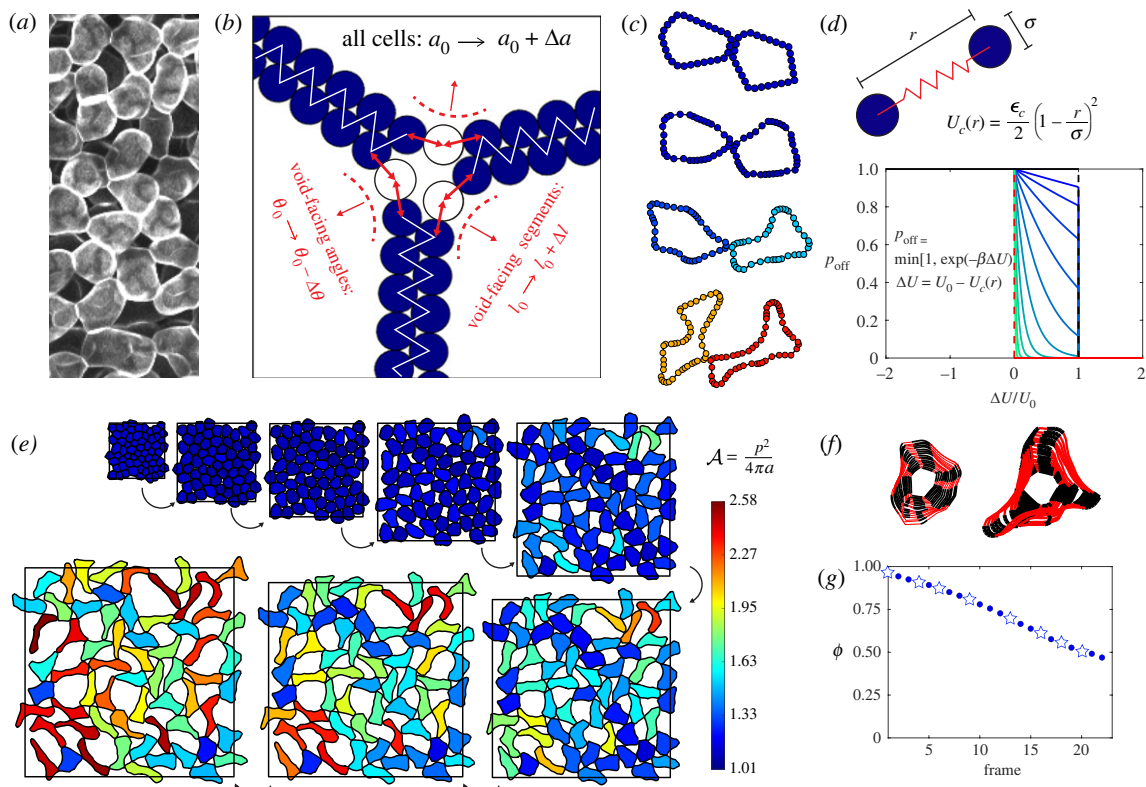 (a)
(b)
all cells: a₀ → a₀ + Δa
void-facing angles:
θ₀ → θ₀ – Δθ
void-facing segments:
l₀ → l₀ + Δl
(c)
(d)
r
σ
U_c(r) = ϵ_c/2 (1 – r/σ)²
1.0
0.8
0.6
0.4
0.2
0
p_off
p_off =
min[1, exp(–βΔU)
ΔU = U₀ – U_c(r)
–2 –1 0 1 2
ΔU/U₀
(e)
𝒜 = p²/4πa
2.58
2.27
1.95
1.63
1.33
1.01
(f)
(g)
1.00
0.75
0.50
0.25
0
ϕ
5 10 15 20
frame